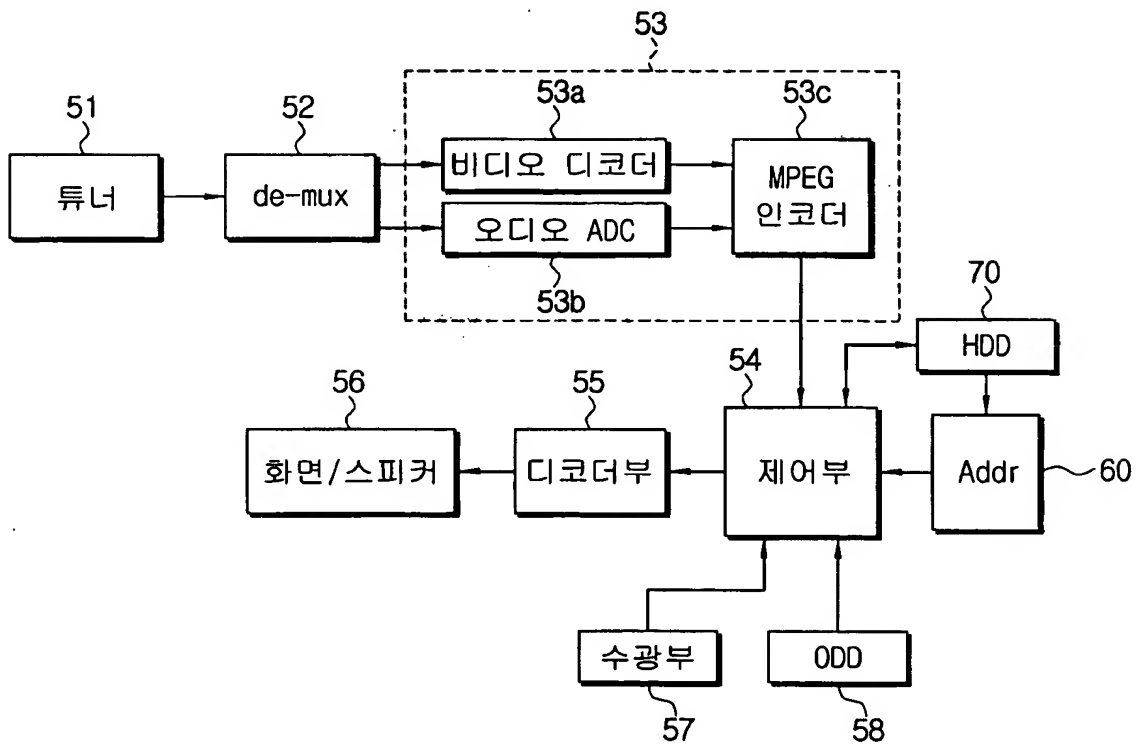 53
51
52
53a
53c
튜너
de-mux
비디오 디코더
오디오 ADC
MPEG
인코더
53b
70
HDD
56
55
54
화면/스피커
디코더부
제어부
Addr
60
수광부
ODD
57
58